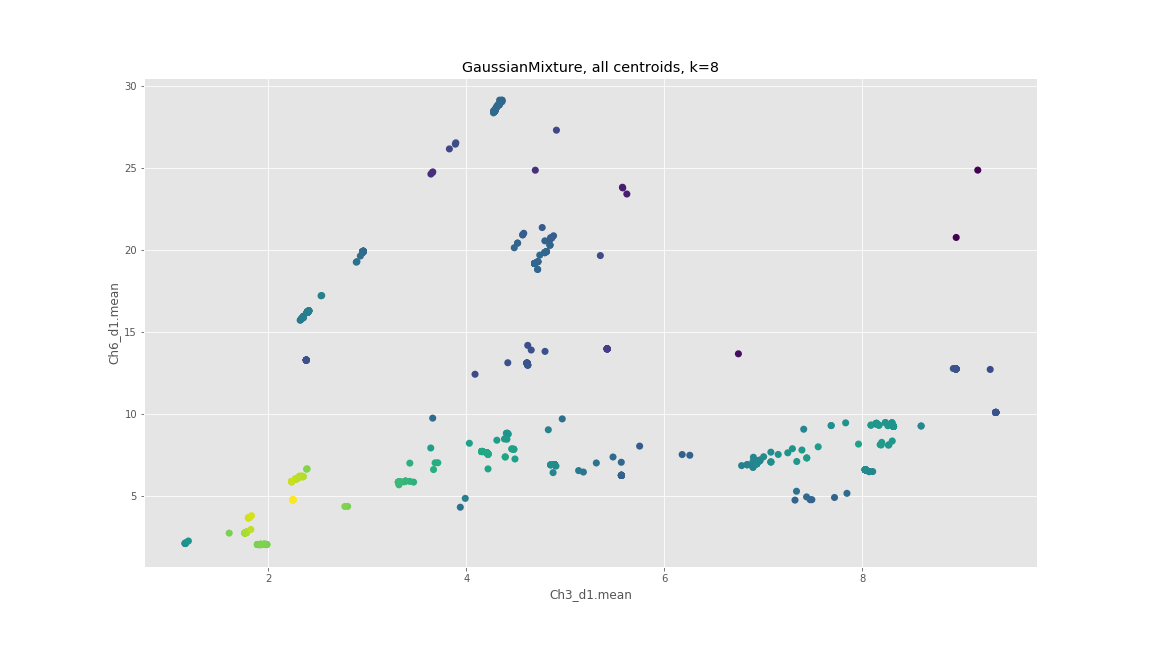 GaussianMixture, all centroids, k=8
30
25
20
15
10
5
Ch6_d1.mean
2 4 6 8
Ch3_d1.mean